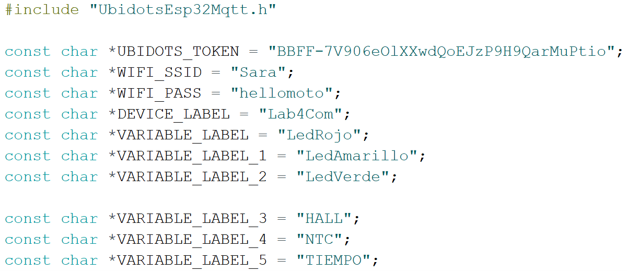 #include "UbidotsEsp32Mqtt.h"
const char *UBIDOTS_TOKEN = "BBFF-7V906eOlXXwdQoEJzP9H9QarMuPtio";
const char *WIFI_SSID = "Sara";
const char *WIFI_PASS = "hellomoto";
const char *DEVICE_LABEL = "Lab4Com";
const char *VARIABLE_LABEL = "LedRojo";
const char *VARIABLE_LABEL_1 = "LedAmarillo";
const char *VARIABLE_LABEL_2 = "LedVerde";
const char *VARIABLE_LABEL_3 = "HALL";
const char *VARIABLE_LABEL_4 = "NTC";
const char *VARIABLE_LABEL_5 = "TIEMPO";